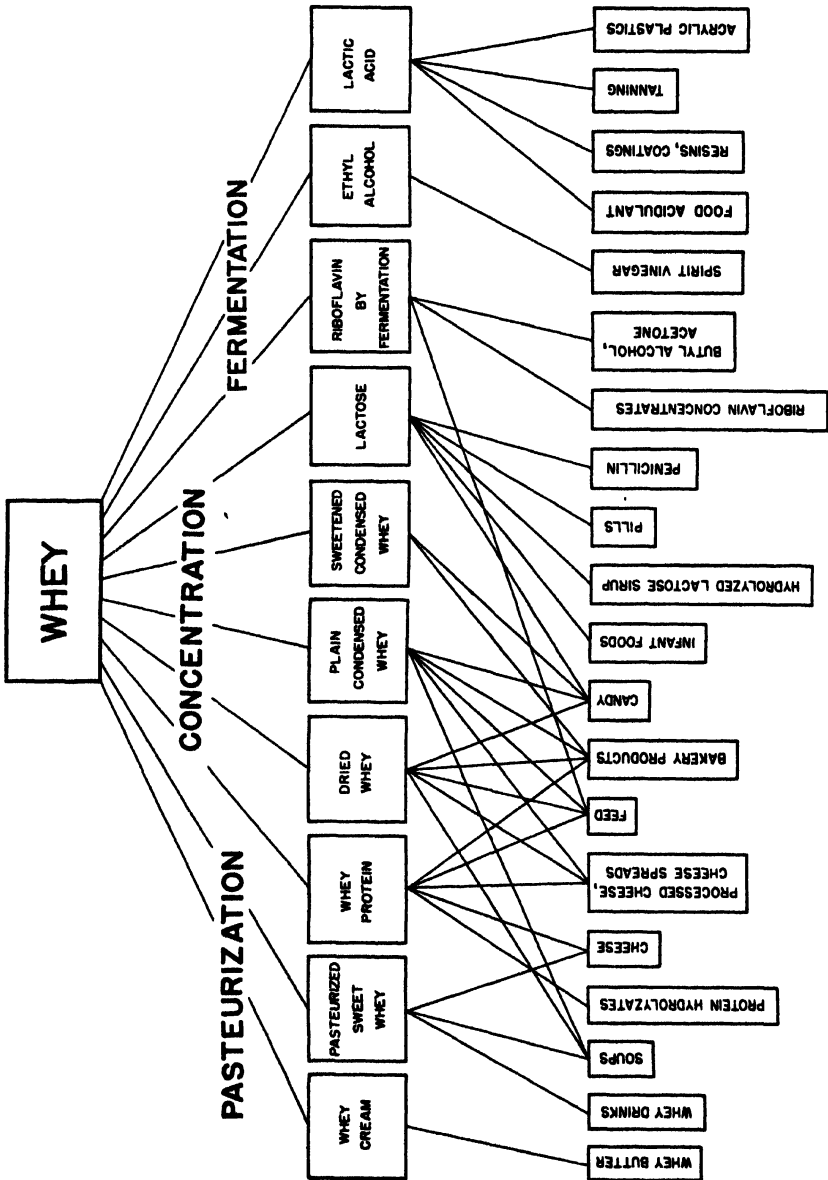 WHEY
PASTEURIZATION
CONCENTRATION
FERMENTATION
WHEY
CREAM
PASTEURIZED
SWEET
WHEY
WHEY
PROTEIN
DRIED
WHEY
PLAIN
CONDENSED
WHEY
SWEETENED
CONDENSED
WHEY
LACTOSE
RIBOFLAVIN
BY
FERMENTATION
ETHYL
ALCOHOL
LACTIC
ACID
WHEY BUTTER
WHEY DRINKS
SOUPS
PROTEIN HYDROLYZATES
CHEESE
PROCESSED CHEESE,
CHEESE SPREADS
FEED
BAKERY PRODUCTS
CANDY
INFANT FOODS
HYDROLYZED LACTOSE SIRUP
PILLS
PENICILLIN
RIBOFLAVIN CONCENTRATES
BUTYL ALCOHOL,
ACETONE
SPIRIT VINEGAR
FOOD ACIDULANT
RESINS, COATINGS
TANNING
ACRYLIC PLASTICS